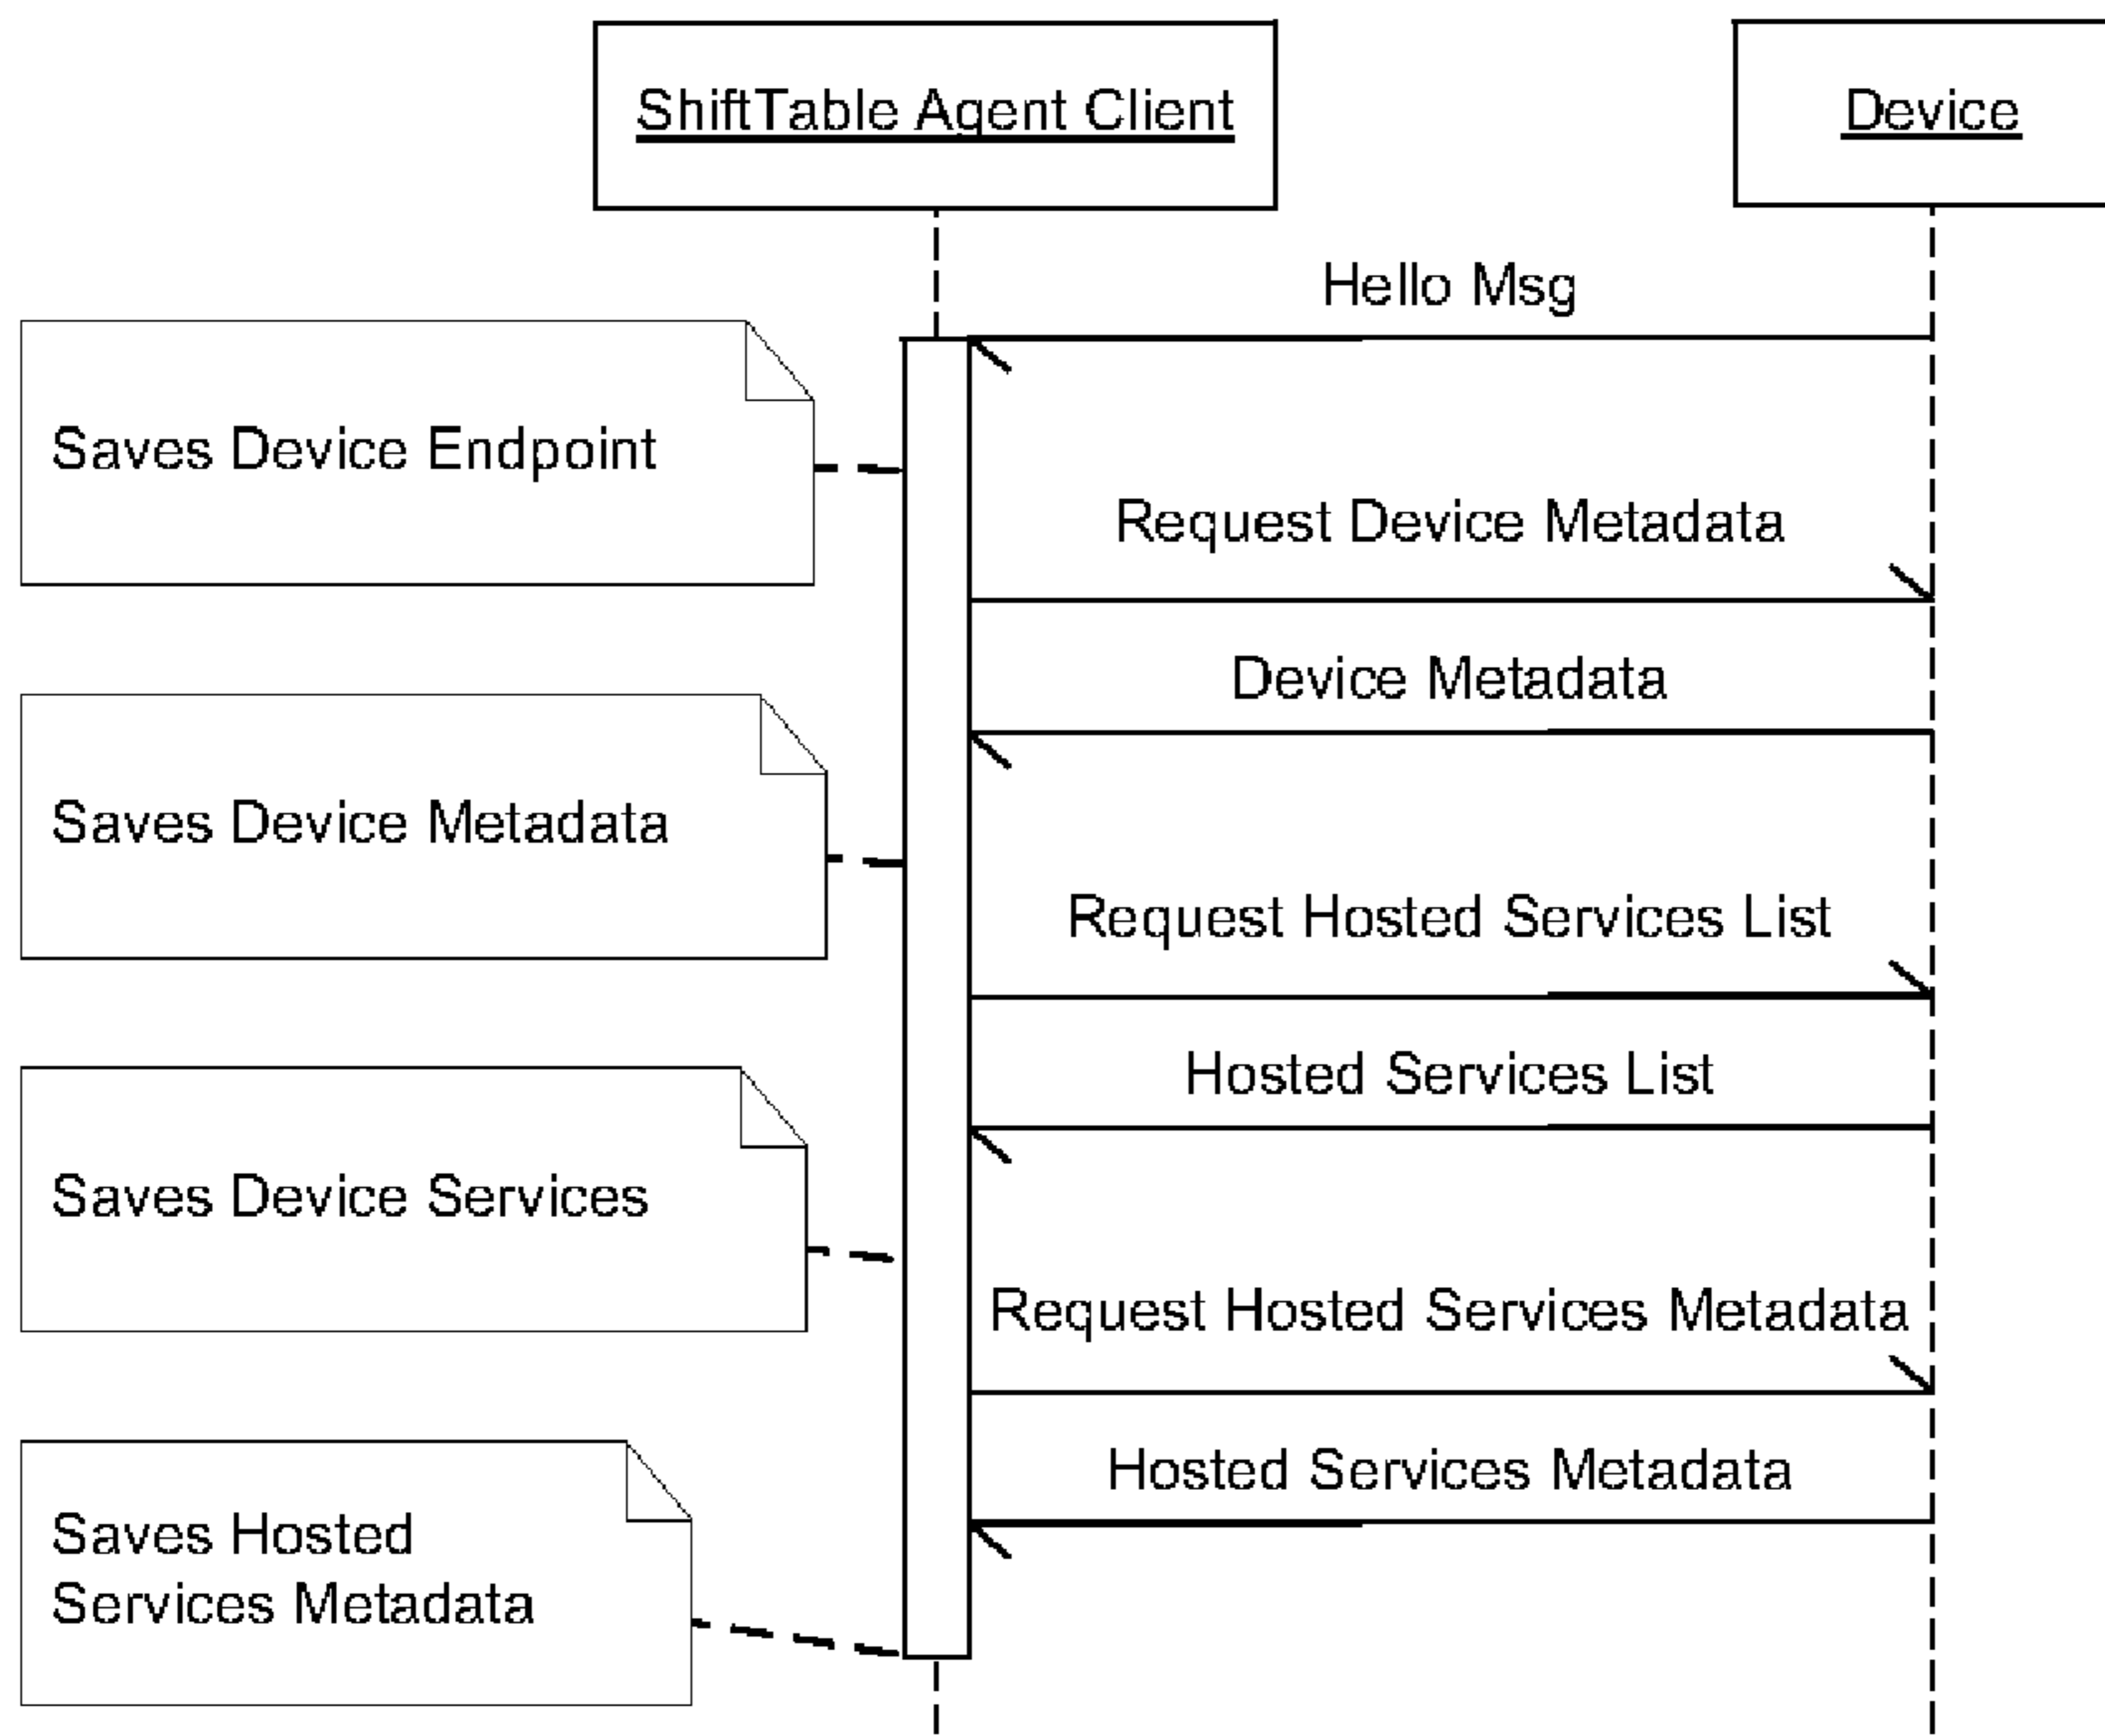 ShiftTable Agent Client
Device
Hello Msg
Saves Device Endpoint
Request Device Metadata
Device Metadata
Saves Device Metadata
Request Hosted Services List
Hosted Services List
Saves Device Services
Request Hosted Services Metadata
Hosted Services Metadata
Saves Hosted
Services Metadata